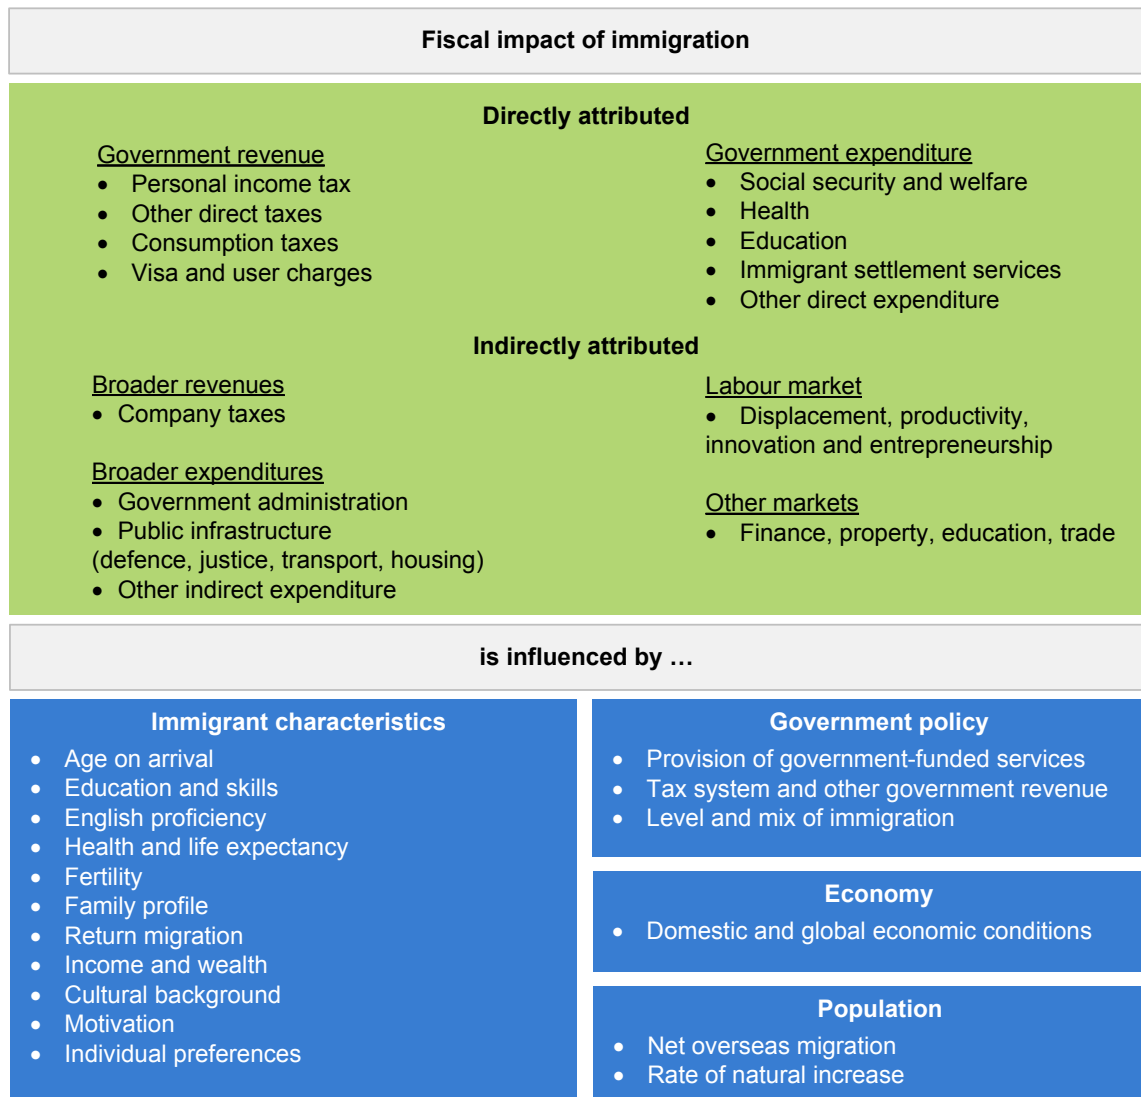 Fiscal impact of immigration
Directly attributed
Government revenue
• Personal income tax
• Other direct taxes
• Consumption taxes
• Visa and user charges
Government expenditure
• Social security and welfare
• Health
• Education
• Immigrant settlement services
• Other direct expenditure
Indirectly attributed
Broader revenues
• Company taxes
Broader expenditures
• Government administration
• Public infrastructure
(defence, justice, transport, housing)
• Other indirect expenditure
Labour market
• Displacement, productivity,
innovation and entrepreneurship
Other markets
• Finance, property, education, trade
is influenced by …
Immigrant characteristics
• Age on arrival
• Education and skills
• English proficiency
• Health and life expectancy
• Fertility
• Family profile
• Return migration
• Income and wealth
• Cultural background
• Motivation
• Individual preferences
Government policy
• Provision of government-funded services
• Tax system and other government revenue
• Level and mix of immigration
Economy
• Domestic and global economic conditions
Population
• Net overseas migration
• Rate of natural increase